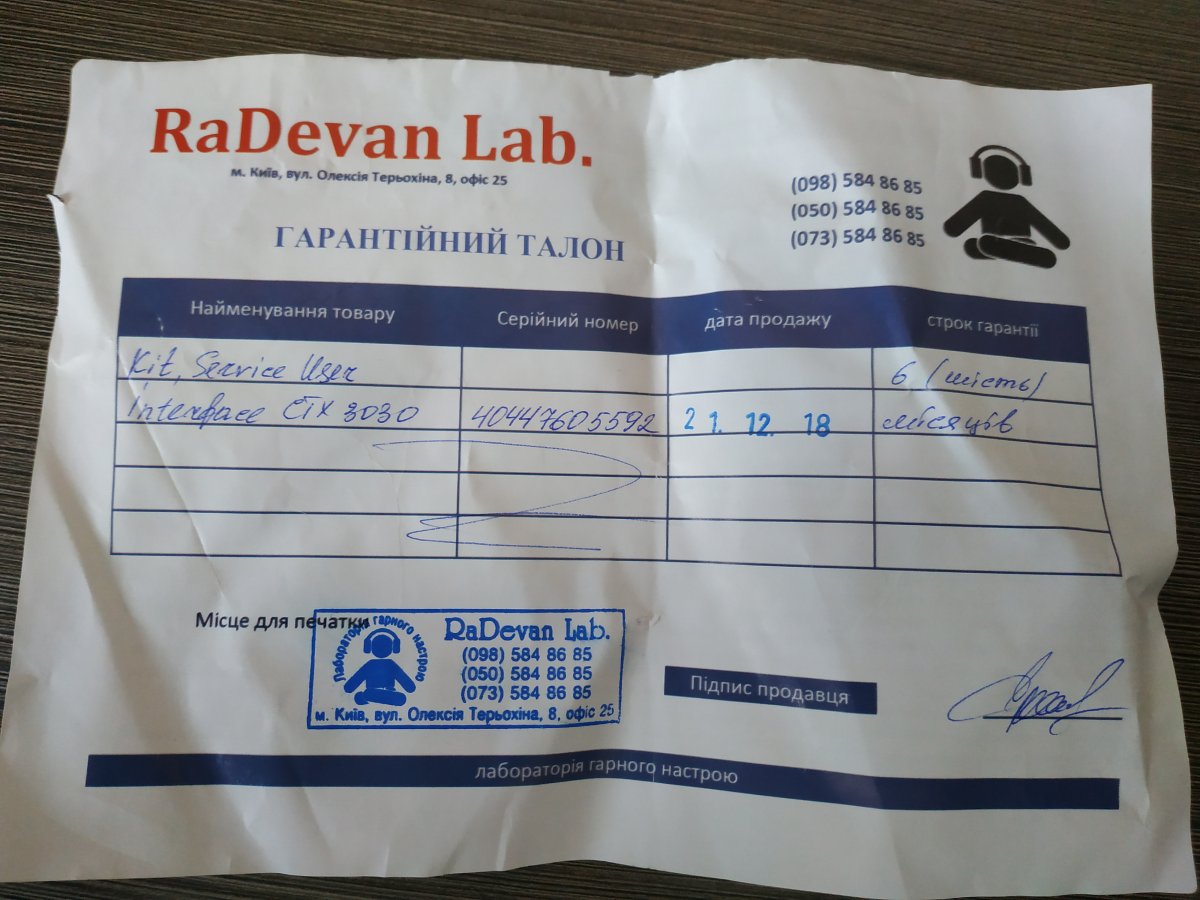 RaDevan Lab.
м. Київ, вул. Олексія Терьохіна, 8, офіс 25
(098) 584 86 85
(050) 584 86 85
(073) 584 86 85
ГАРАНТІЙНИЙ ТАЛОН
Найменування товару Серійний номер дата продажу строк гарантії
Kit, Service User 6 (шість)
Interface CTX 3030 40447605592 21.12.18 місяців
Місце для печатки
Лабораторія гарного настрою
RaDevan Lab.
(098) 584 86 85
(050) 584 86 85
(073) 584 86 85
м. Київ, вул. Олексія Терьохіна, 8, офіс 25
Підпис продавця
лабораторія гарного настрою